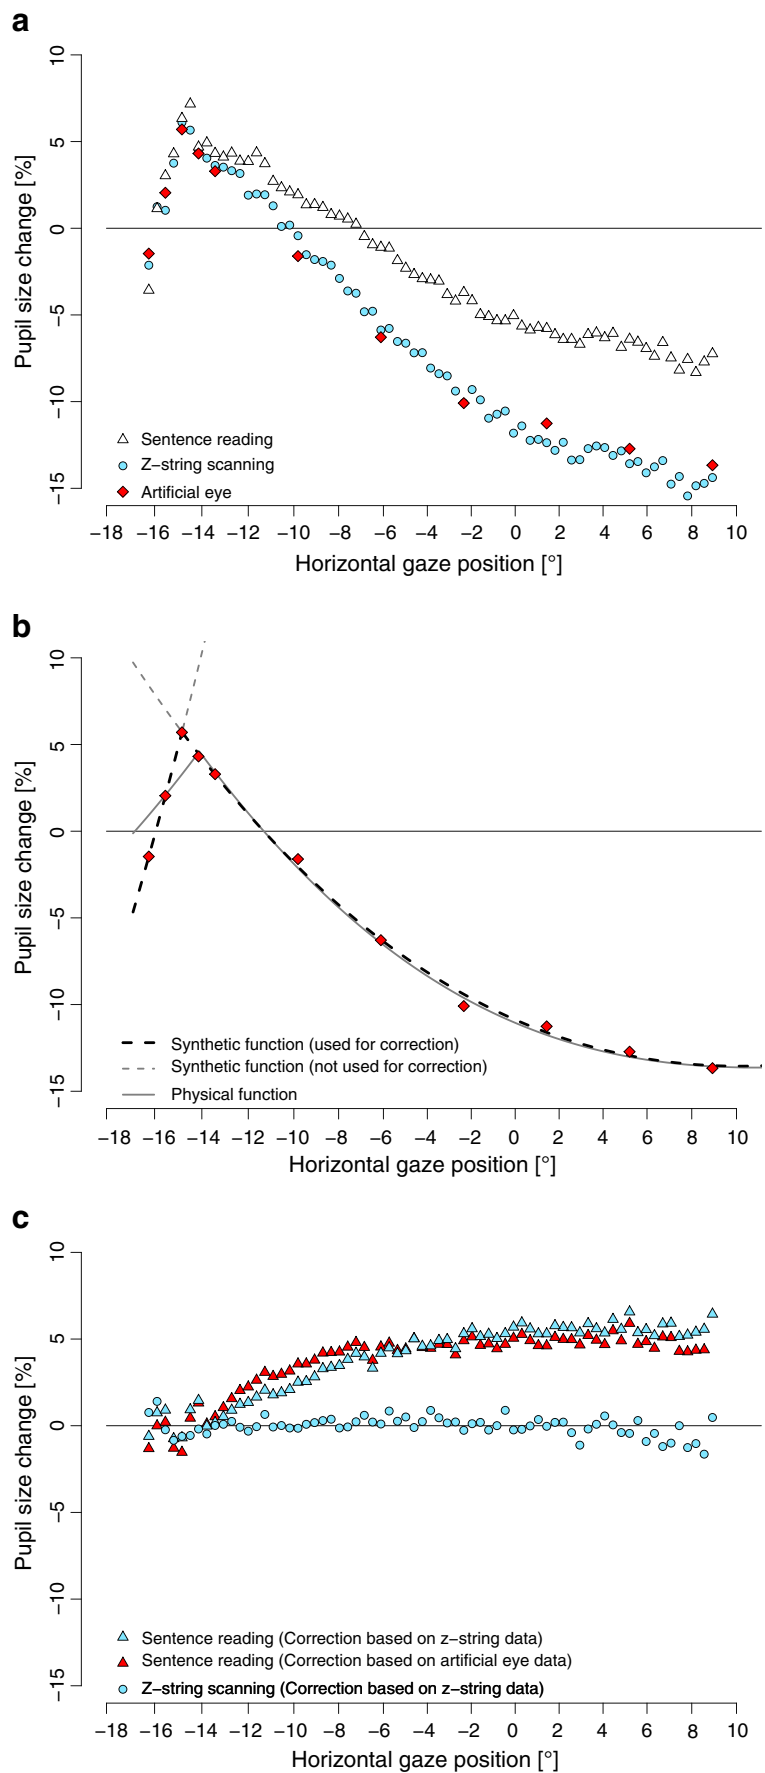 a
10
5
0
−5
−10
−15
Pupil size change [%]
Sentence reading
Z−string scanning
Artificial eye
−18 −16 −14 −12 −10 −8 −6 −4 −2 0 2 4 6 8 10
Horizontal gaze position [°]
b
10
5
0
−5
−10
−15
Pupil size change [%]
Synthetic function (used for correction)
Synthetic function (not used for correction)
Physical function
−18 −16 −14 −12 −10 −8 −6 −4 −2 0 2 4 6 8 10
Horizontal gaze position [°]
c
10
5
0
−5
−10
−15
Pupil size change [%]
Sentence reading (Correction based on z−string data)
Sentence reading (Correction based on artificial eye data)
Z−string scanning (Correction based on z−string data)
−18 −16 −14 −12 −10 −8 −6 −4 −2 0 2 4 6 8 10
Horizontal gaze position [°]